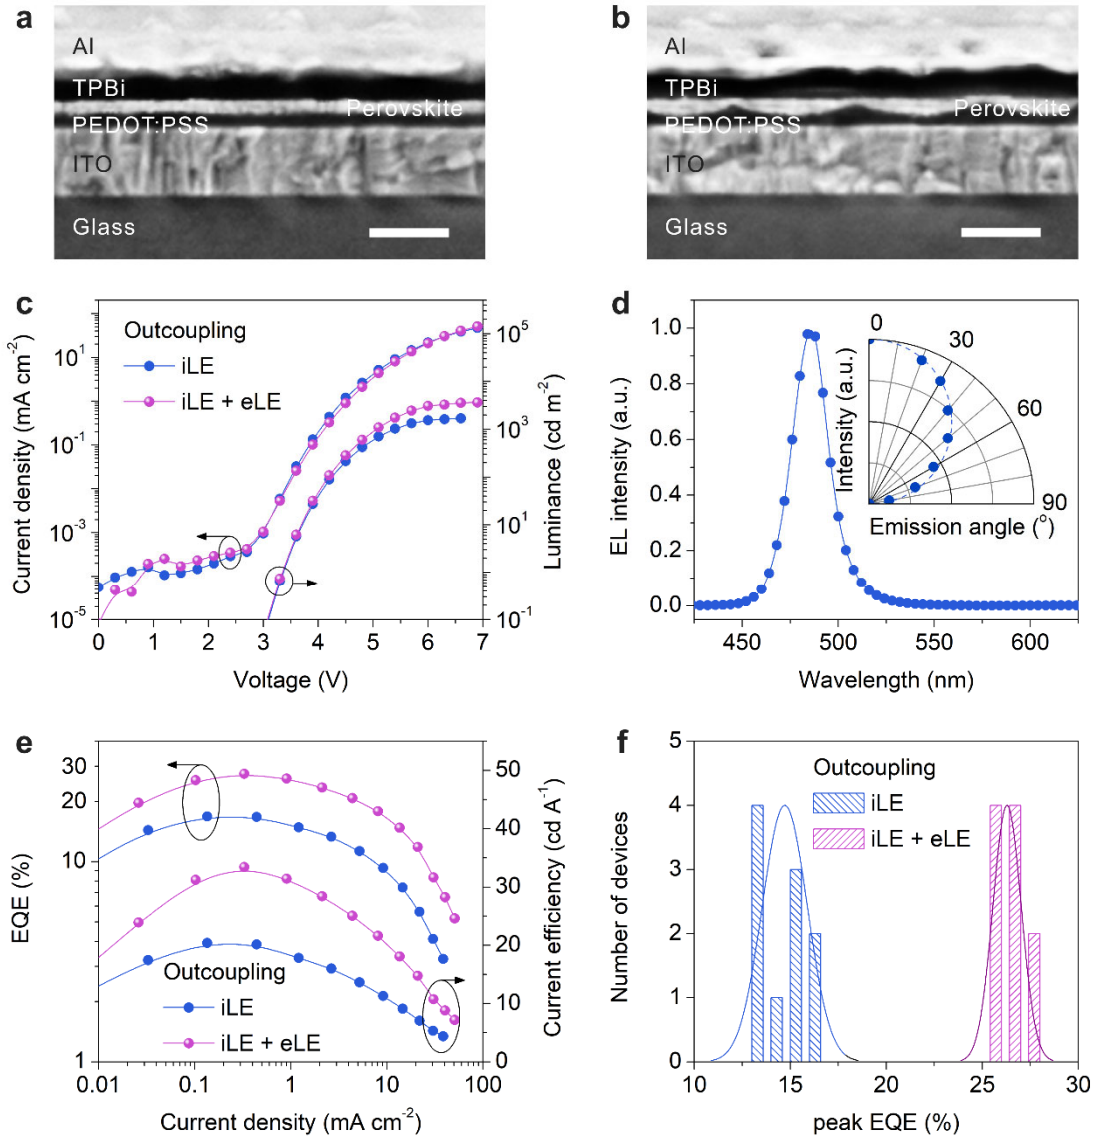 a
Al
TPBi
Perovskite
PEDOT:PSS
ITO
Glass
b
Al
TPBi
Perovskite
PEDOT:PSS
ITO
Glass
c
Outcoupling
iLE
iLE + eLE
10^1
10^-1
10^-3
10^-5
Current density (mA cm^-2)
10^5
10^3
10^1
10^-1
Luminance (cd m^-2)
0 1 2 3 4 5 6 7
Voltage (V)
d
1.0
0.8
0.6
0.4
0.2
0.0
EL intensity (a.u.)
0
30
60
90
Intensity (a.u.)
Emission angle (°)
450 500 550 600
Wavelength (nm)
e
30
20
10
1
EQE (%)
50
40
30
20
10
0
Current efficiency (cd A^-1)
Outcoupling
iLE
iLE + eLE
0.01 0.1 1 10 100
Current density (mA cm^-2)
f
5
4
3
2
1
0
Number of devices
Outcoupling
iLE
iLE + eLE
10 15 20 25 30
peak EQE (%)